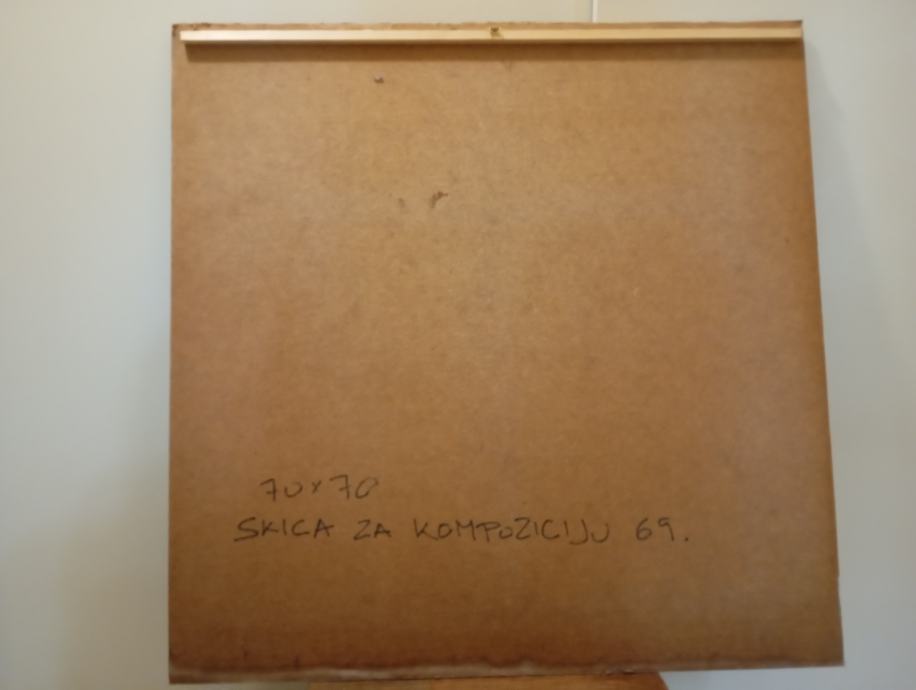 70x70
SKICA ZA KOMPOZICIJU 69.